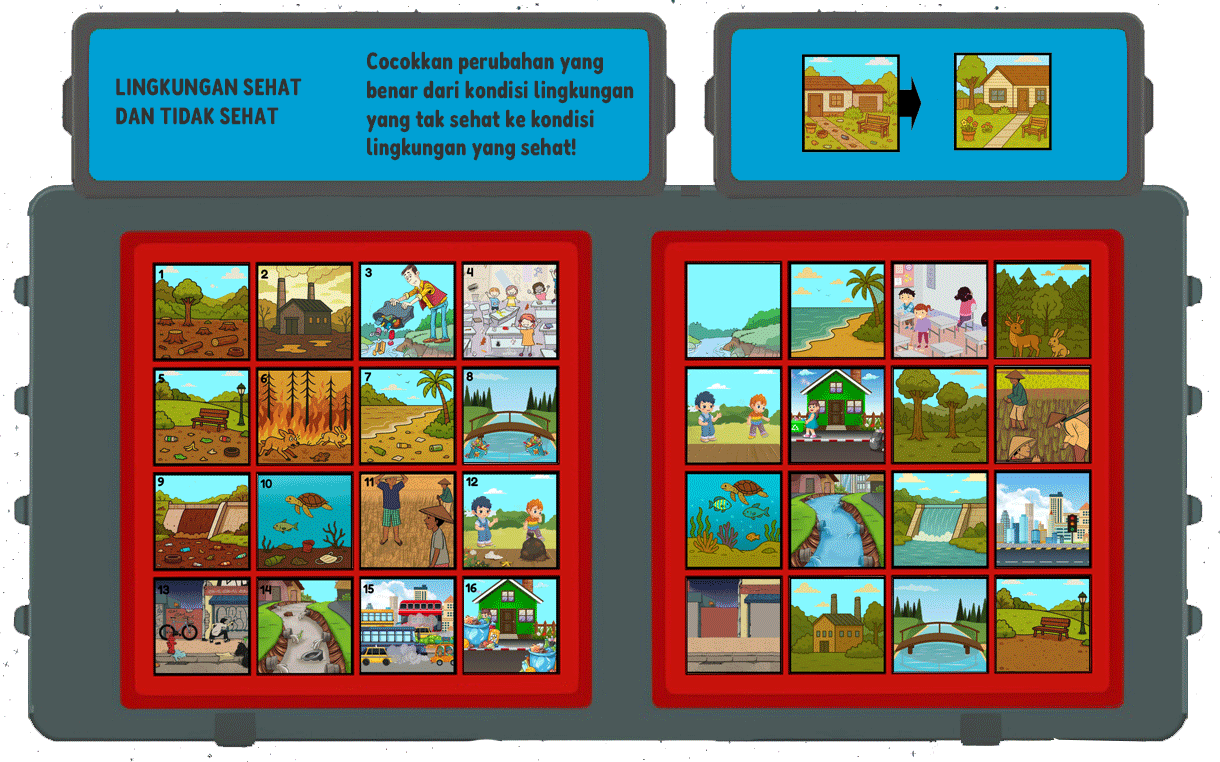 LINGKUNGAN SEHAT
DAN TIDAK SEHAT
Cocokkan perubahan yang
benar dari kondisi lingkungan
yang tak sehat ke kondisi
lingkungan yang sehat!
1
2
3
4
5
6
7
8
9
10
11
12
13
14
15
16